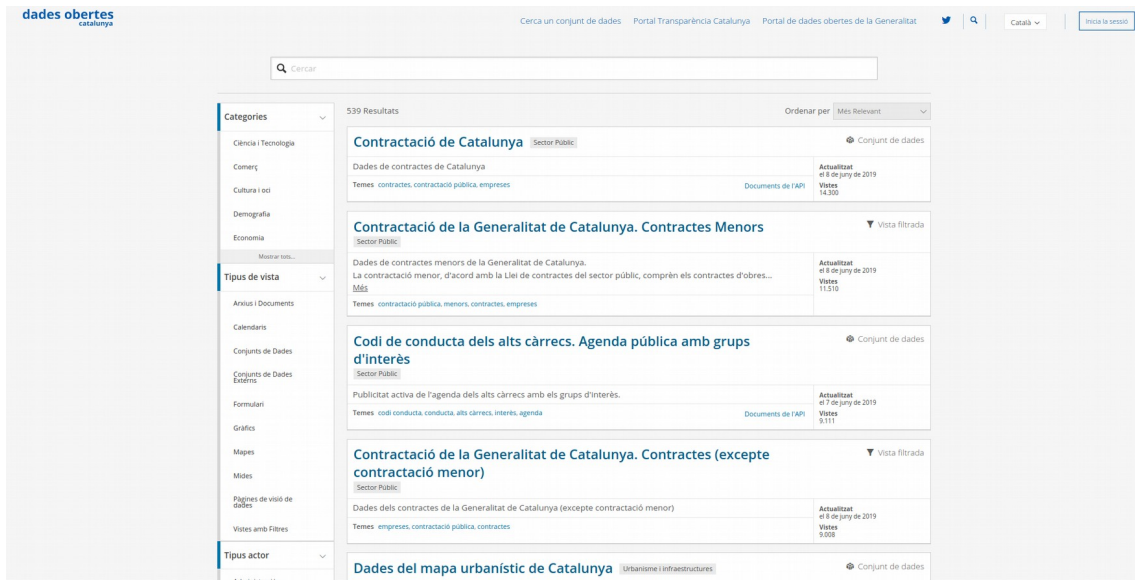 dades obertes
catalunya
Cerca un conjunt de dades Portal Transparència Catalunya Portal de dades obertes de la Generalitat
Català
Inicia la sessió
Cercar
Categories
Ciència i Tecnologia
Comerç
Cultura i oci
Demografia
Economia
Mostrar tots...
Tipus de vista
Arxius i Documents
Calendaris
Conjunts de Dades
Conjunts de Dades
Externs
Formulari
Gràfics
Mapes
Mides
Pàgines de visió de
dades
Vistes amb Filtres
Tipus actor
539 Resultats
Ordenar per Més Rellevant
Contractació de Catalunya Sector Públic
Conjunt de dades
Dades de contractes de Catalunya
Temes contractes, contractació pública, empreses
Documents de l'API
Actualitzat
el 8 de juny de 2019
Vistes
14.300
Contractació de la Generalitat de Catalunya. Contractes Menors
Sector Públic
Vista filtrada
Dades de contractes menors de la Generalitat de Catalunya.
La contractació menor, d'acord amb la Llei de contractes del sector públic, comprèn els contractes d'obres...
Més
Temes contractació pública, menors, contractes, empreses
Actualitzat
el 8 de juny de 2019
Vistes
11.510
Codi de conducta dels alts càrrecs. Agenda pública amb grups
d'interès
Sector Públic
Conjunt de dades
Publicitat activa de l'agenda dels alts càrrecs amb els grups d'interès.
Temes codi conducta, conducta, alts càrrecs, interès, agenda
Documents de l'API
Actualitzat
el 7 de juny de 2019
Vistes
9.111
Contractació de la Generalitat de Catalunya. Contractes (excepte
contractació menor)
Sector Públic
Vista filtrada
Dades dels contractes de la Generalitat de Catalunya (excepte contractació menor)
Temes empreses, contractació pública, contractes
Actualitzat
el 8 de juny de 2019
Vistes
9.008
Dades del mapa urbanístic de Catalunya Urbanisme i infraestructures
Conjunt de dades